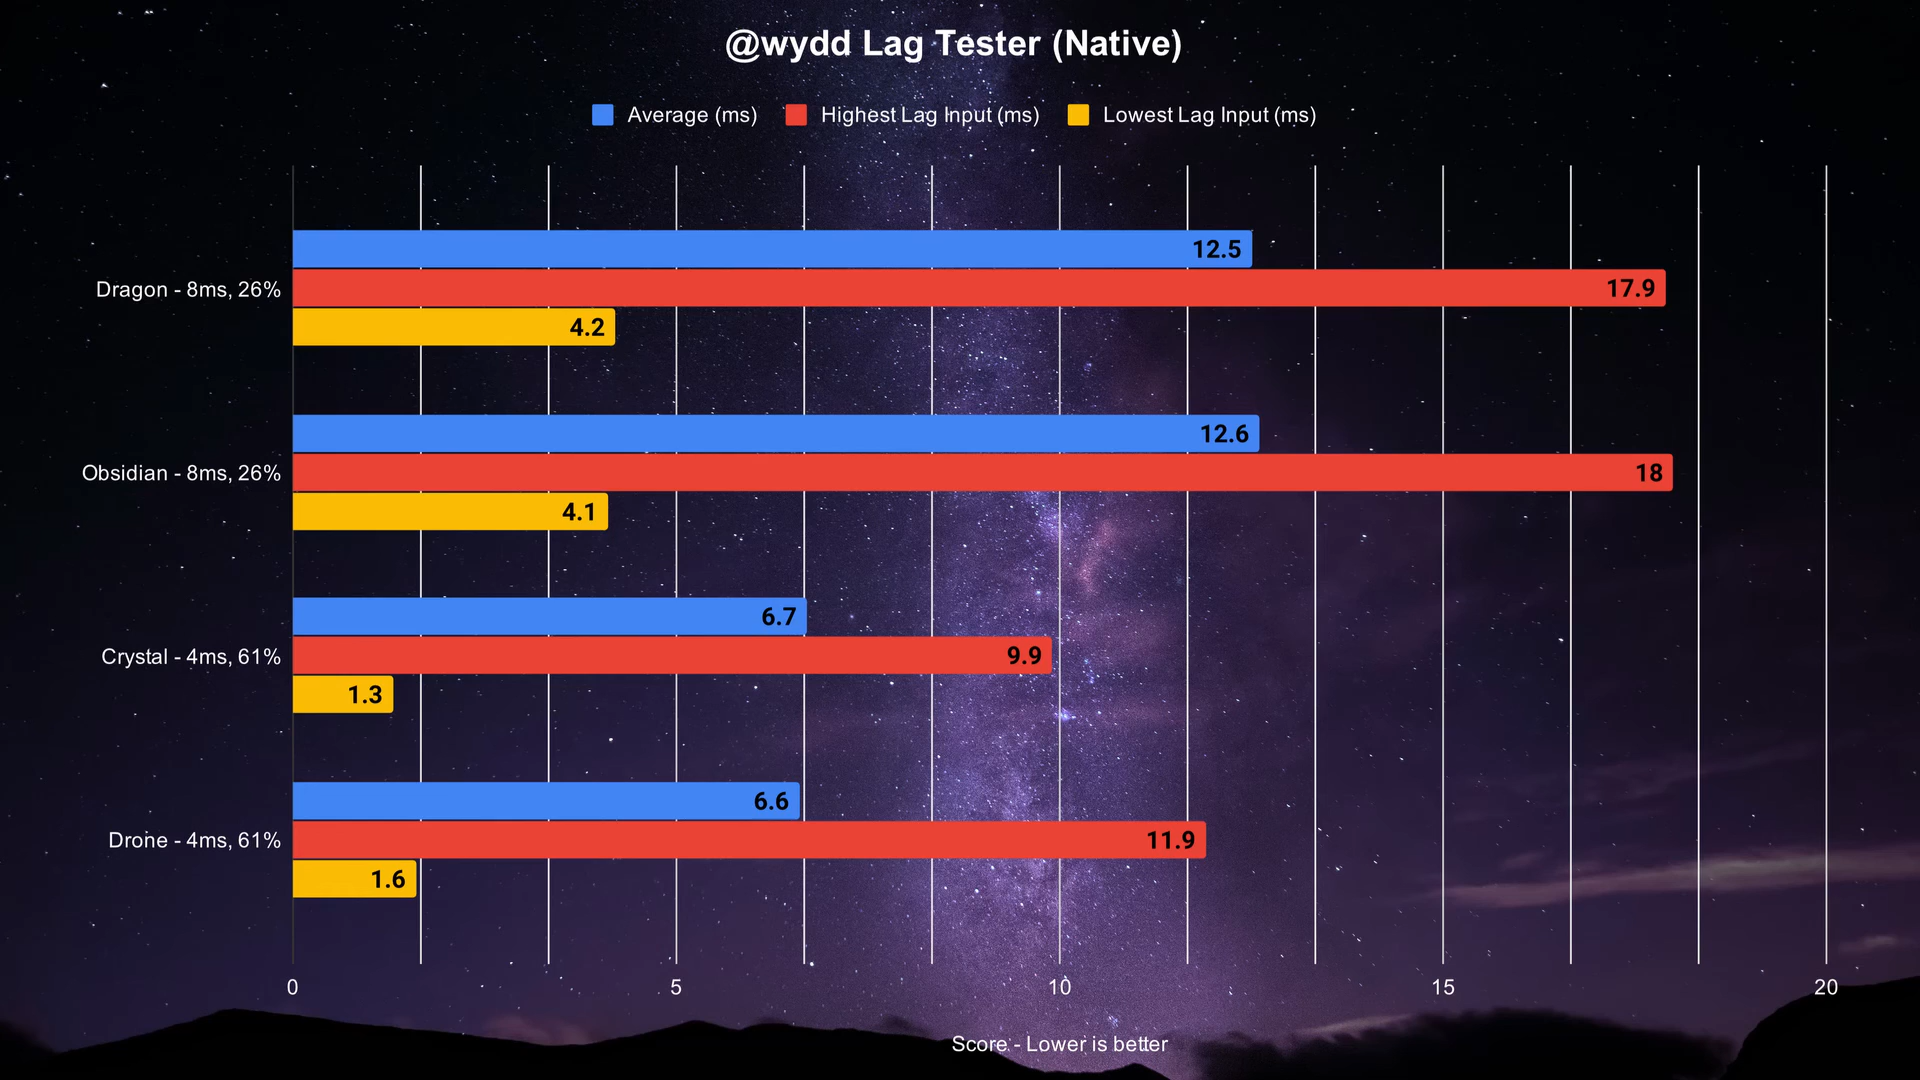 @wydd Lag Tester (Native)
Average (ms) Highest Lag Input (ms) Lowest Lag Input (ms)
12.5
Dragon - 8ms, 26% 17.9
4.2
12.6
Obsidian - 8ms, 26% 18
4.1
6.7
Crystal - 4ms, 61% 9.9
1.3
6.6
Drone - 4ms, 61% 11.9
1.6
0 5 10 15 20
Score - Lower is better